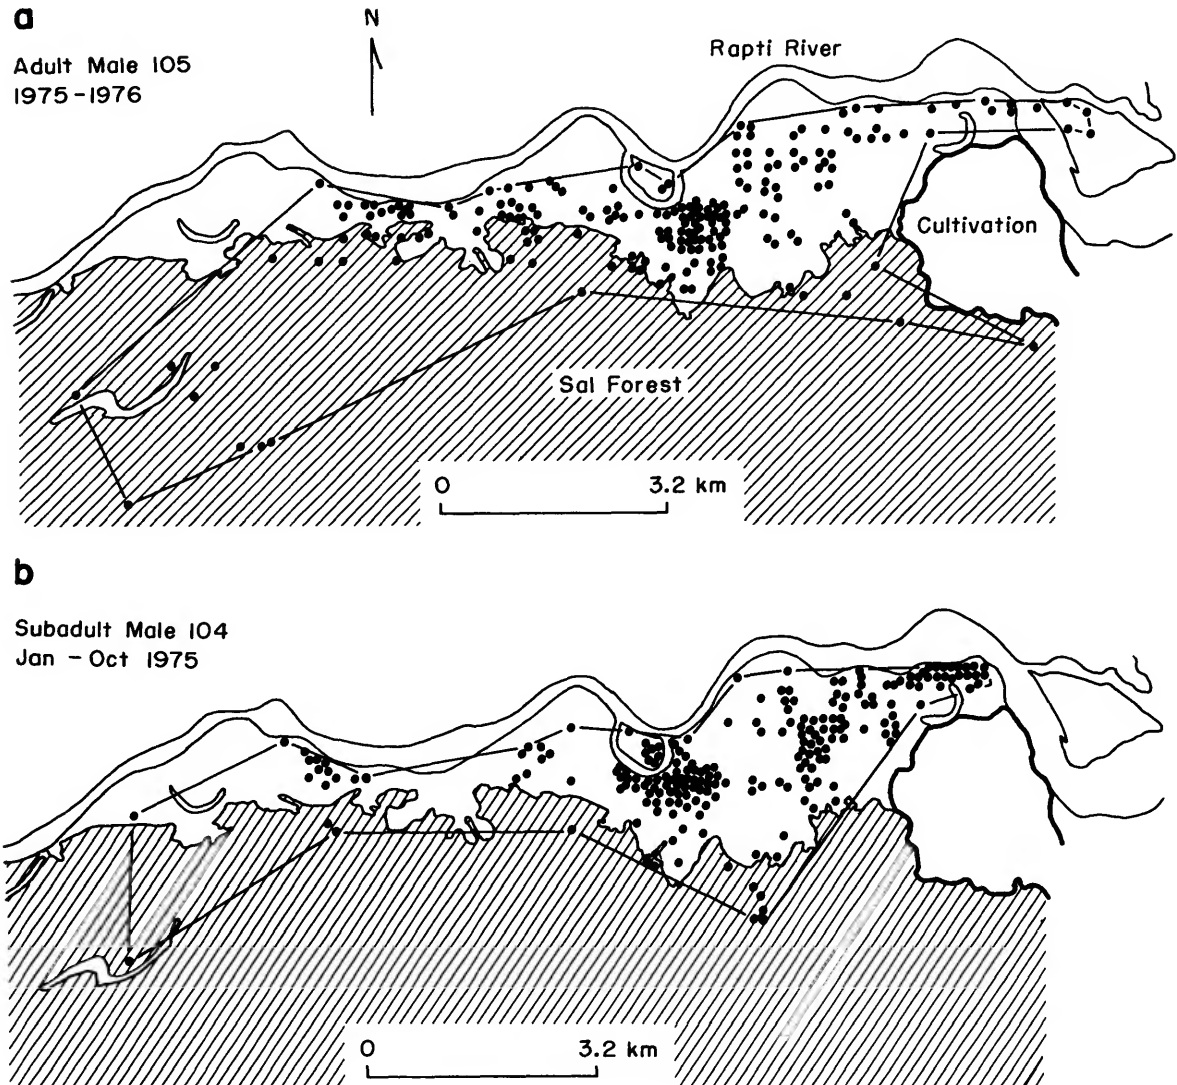 a
N
Rapti River
Adult Male 105
1975-1976
Cultivation
Sal Forest
0 3.2 km
b
Subadult Male 104
Jan - Oct 1975
0 3.2 km